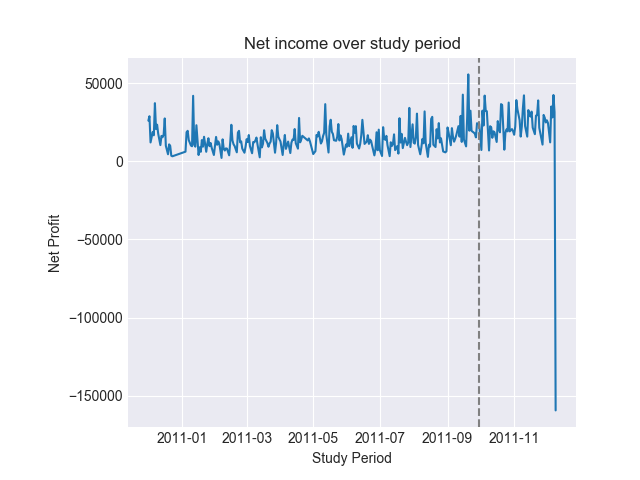 Net income over study period
50000
0
−50000
−100000
−150000
Net Profit
2011-01 2011-03 2011-05 2011-07 2011-09 2011-11
Study Period